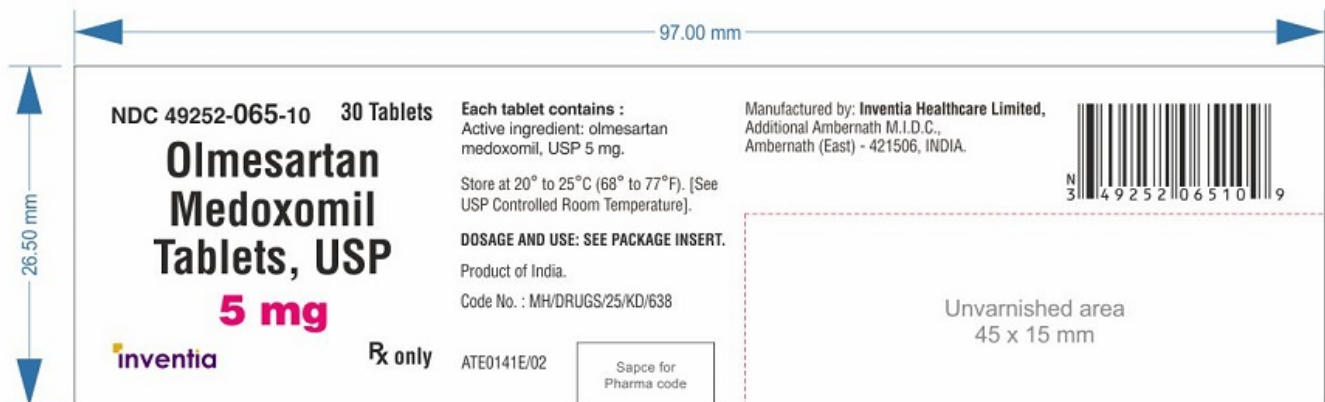 97.00 mm
26.50 mm
NDC 49252-065-10 30 Tablets
Olmesartan
Medoxomil
Tablets, USP
5 mg
inventia
Rx only
Each tablet contains :
Active ingredient: olmesartan
medoxomil, USP 5 mg.
Store at 20° to 25°C (68° to 77°F). [See
USP Controlled Room Temperature].
DOSAGE AND USE: SEE PACKAGE INSERT.
Product of India.
Code No. : MH/DRUGS/25/KD/638
ATE0141E/02
Sapce for
Pharma code
Manufactured by: Inventia Healthcare Limited,
Additional Ambernath M.I.D.C.,
Ambernath (East) - 421506, INDIA.
N
3 49252 06510 9
Unvarnished area
45 x 15 mm